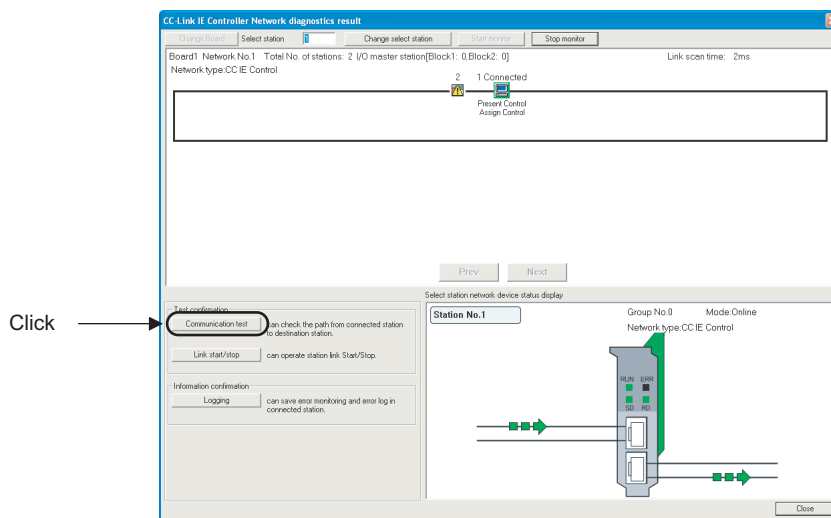 CC-Link IE Controller Network diagnostics result
Change Board Select station 1 Change select station Start monitor Stop monitor
Board1 Network No.1 Total No. of stations: 2 I/O master station[Block1: 0,Block2: 0] Link scan time: 2ms
Network type:CC IE Control
2 1 Connected
Present Control
Assign Control
Prev Next
Select station network device status display
Test confirmation
Click
Communication test can check the path from connected station
to destination station.
Link start/stop can operate station link Start/Stop.
Information confirmation
Logging can save error monitoring and error log in
connected station.
Station No.1
Group No.0 Mode:Online
Network type:CC IE Control
RUN ERR
SD RD
Close